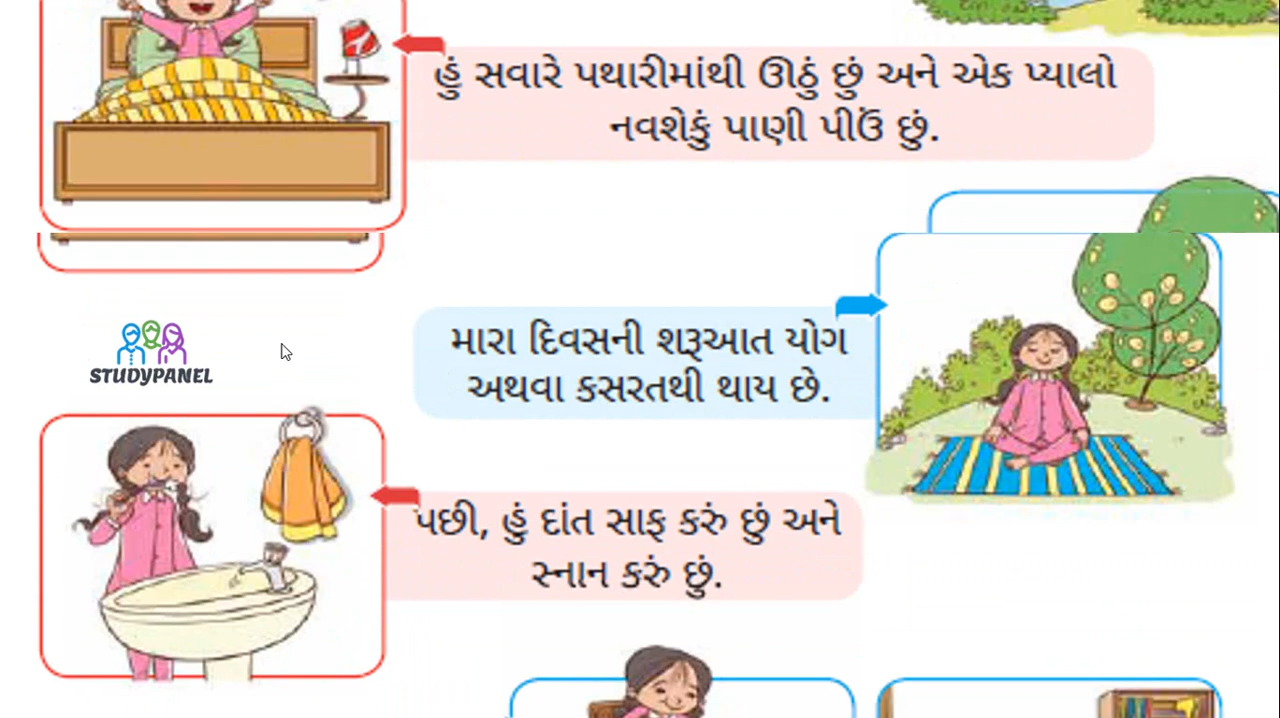 હું સવારે પથારીમાંથી ઊઠું છું અને એક પ્યાલો
નવશેકું પાણી પીઉં છું.
મારા દિવસની શરૂઆત યોગ
અથવા કસરતથી થાય છે.
STUDYPANEL
પછી, હું દાંત સાફ કરું છું અને
સ્નાન કરું છું.